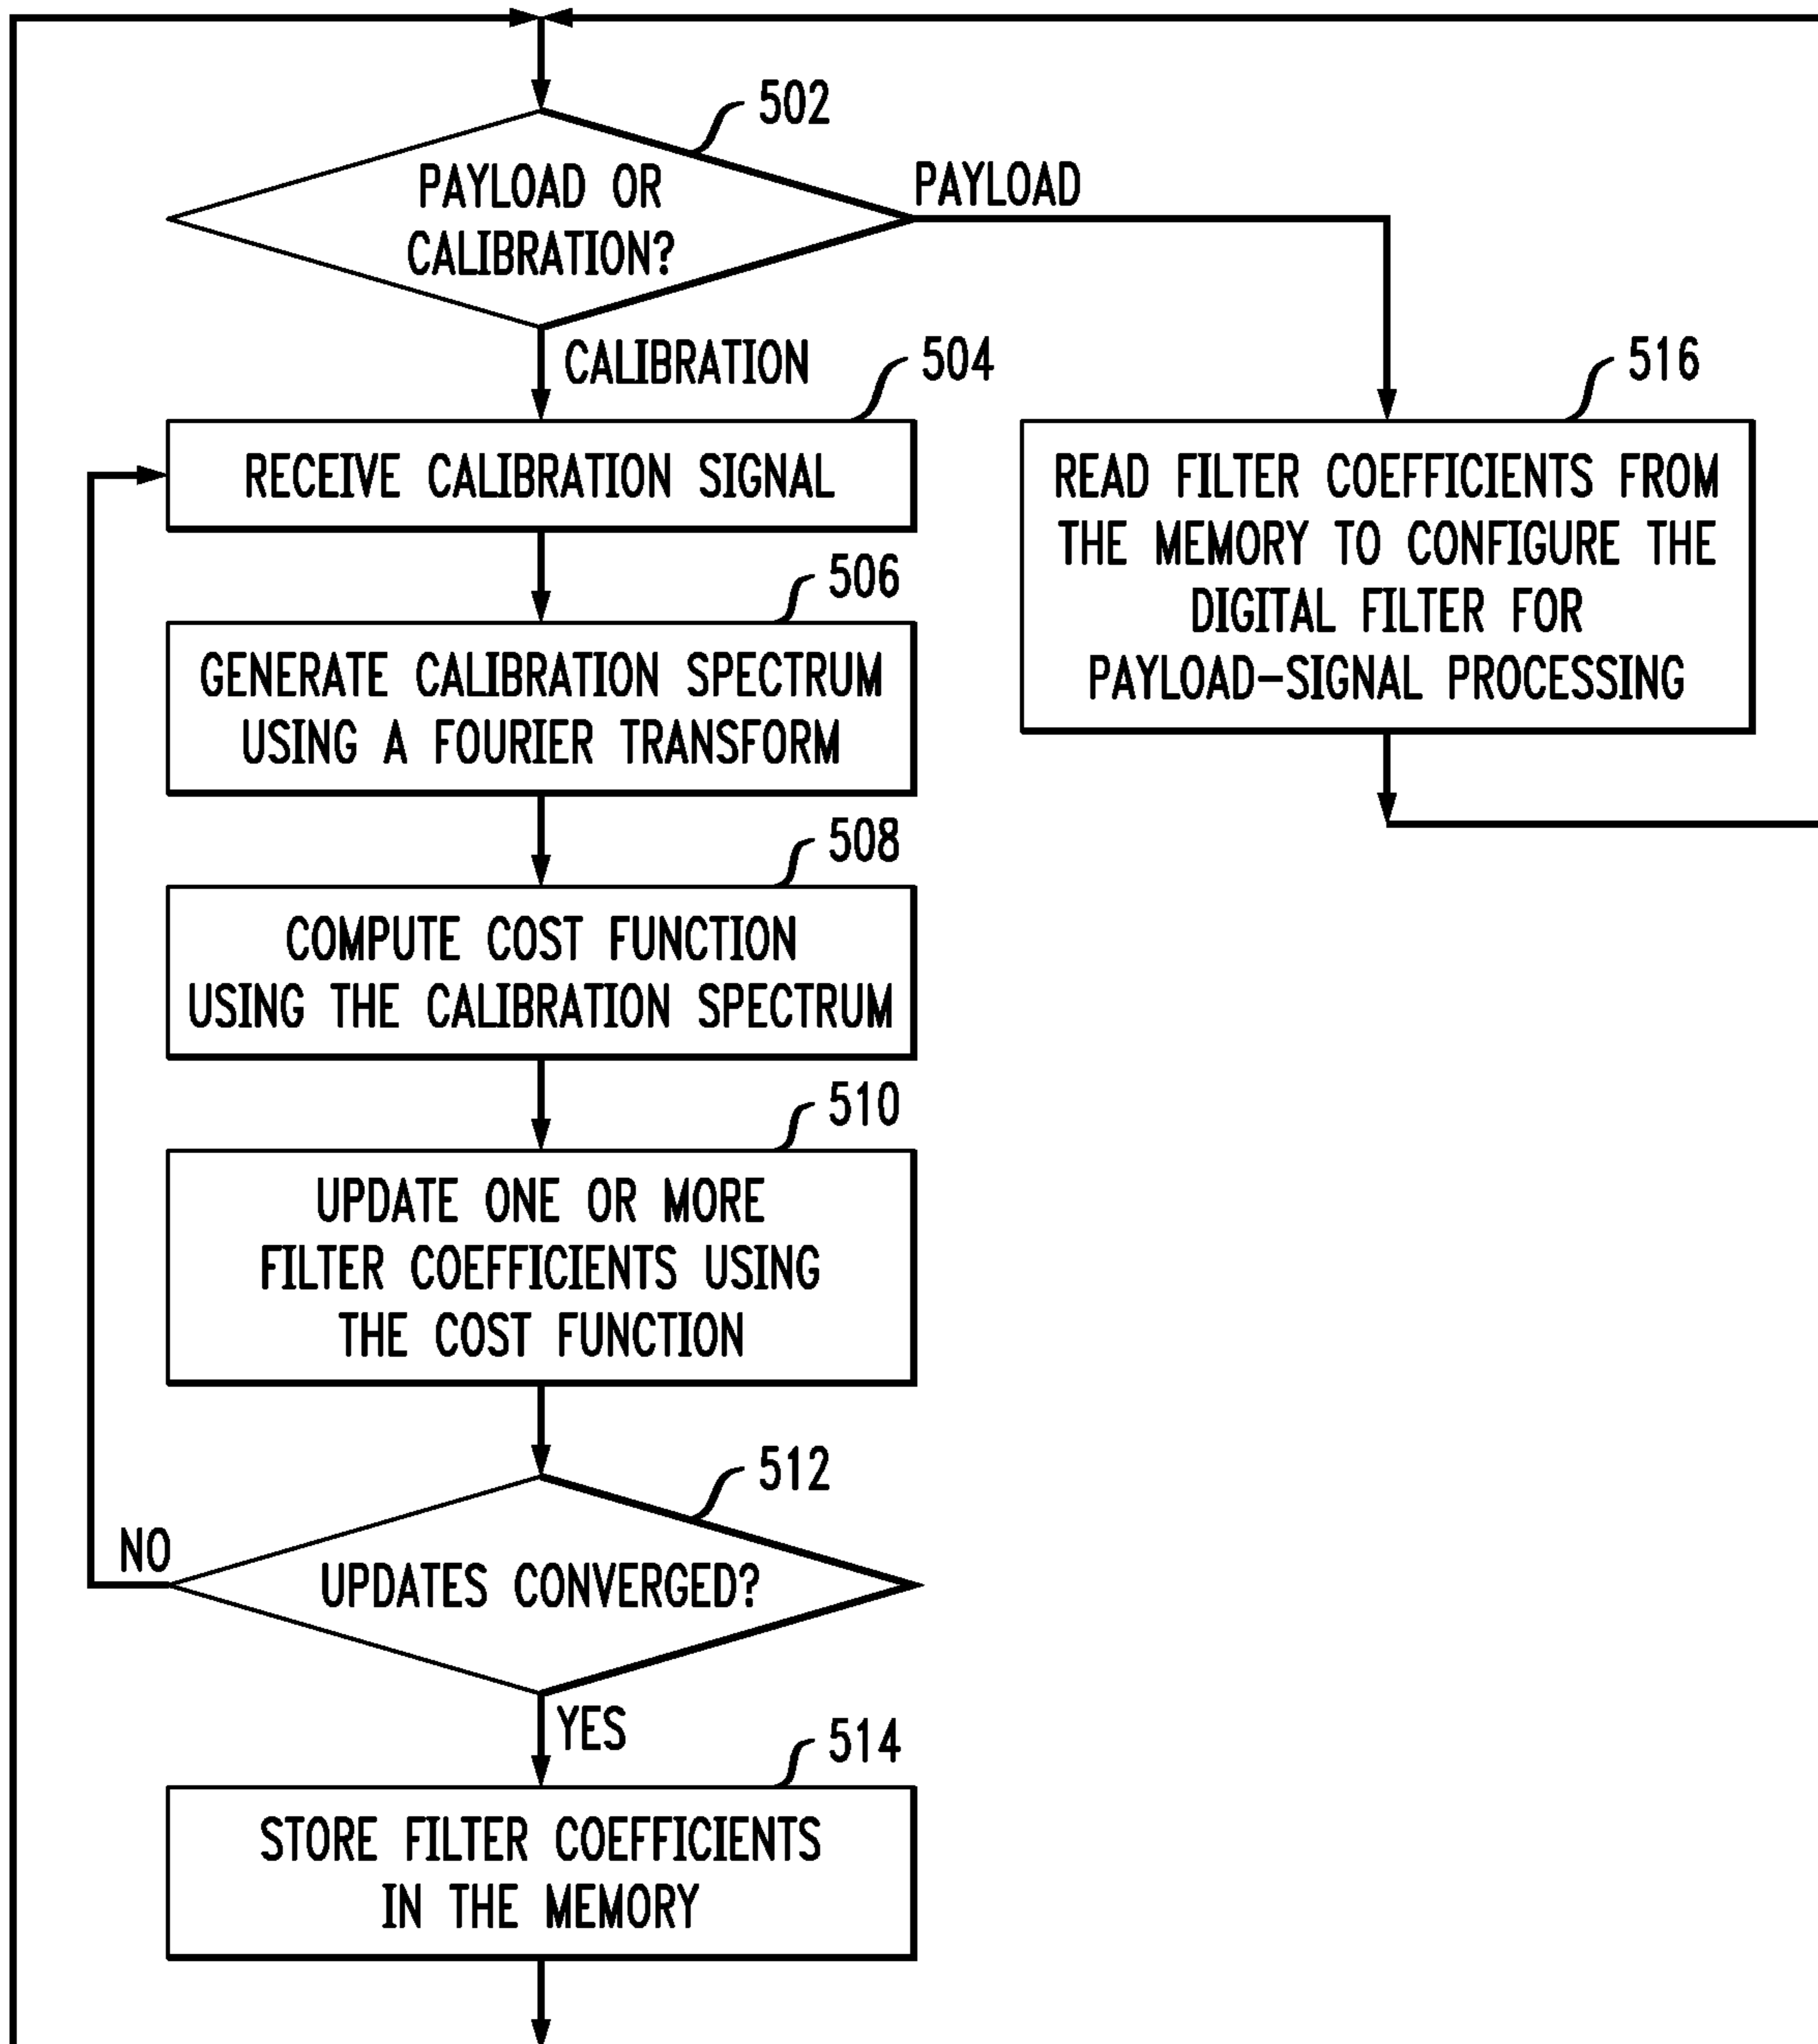 502
PAYLOAD OR
CALIBRATION?
PAYLOAD
CALIBRATION
504
RECEIVE CALIBRATION SIGNAL
506
GENERATE CALIBRATION SPECTRUM
USING A FOURIER TRANSFORM
508
COMPUTE COST FUNCTION
USING THE CALIBRATION SPECTRUM
510
UPDATE ONE OR MORE
FILTER COEFFICIENTS USING
THE COST FUNCTION
512
NO
UPDATES CONVERGED?
YES
514
STORE FILTER COEFFICIENTS
IN THE MEMORY
516
READ FILTER COEFFICIENTS FROM
THE MEMORY TO CONFIGURE THE
DIGITAL FILTER FOR
PAYLOAD-SIGNAL PROCESSING